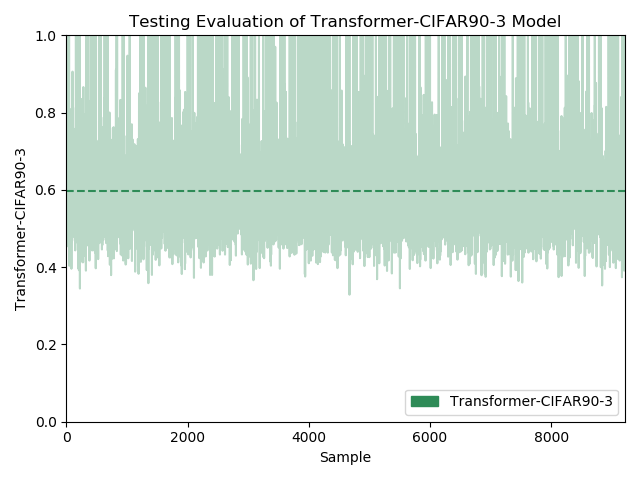 Testing Evaluation of Transformer-CIFAR90-3 Model
Transformer-CIFAR90-3
1.0
0.8
0.6
0.4
0.2
0.0
0
2000
4000
6000
8000
Sample
Transformer-CIFAR90-3